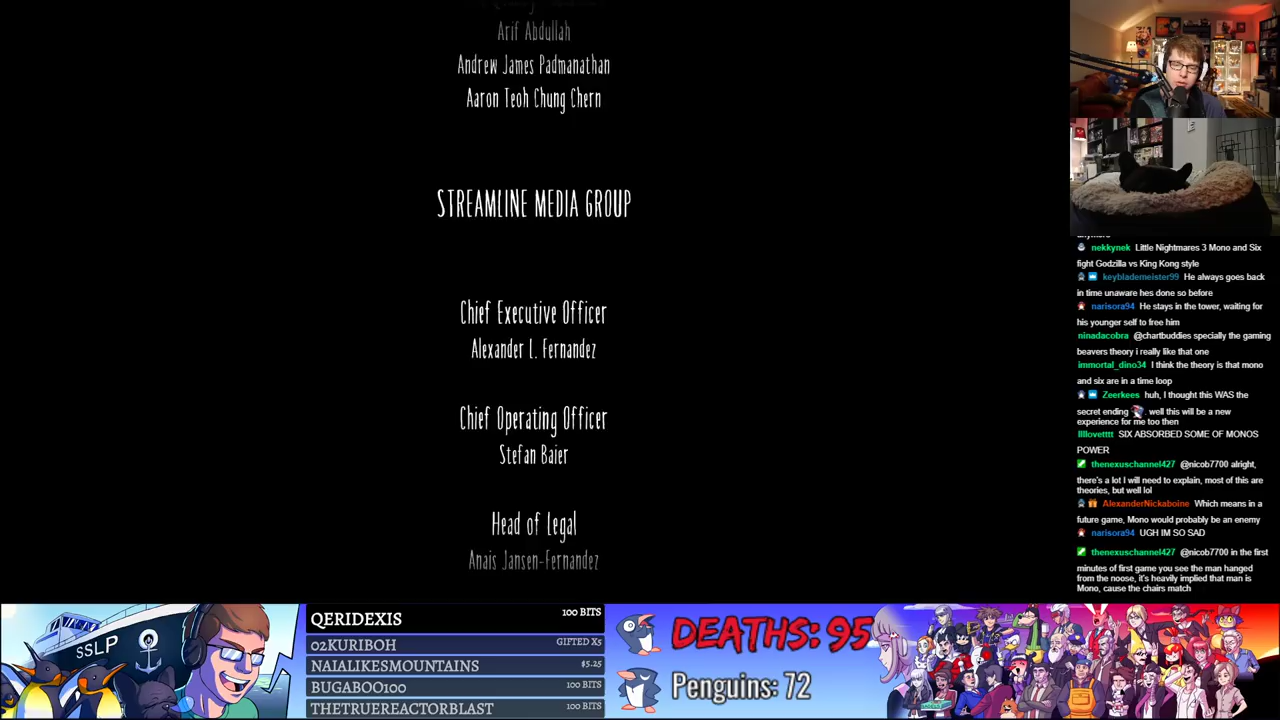 Arif Abdullah
Andrew James Padmanathan
Aaron Teoh Chung Chern
STREAMLINE MEDIA GROUP
Chief Executive Officer
Alexander L. Fernandez
Chief Operating Officer
Stefan Baier
Head of Legal
Anais Jansen-Fernandez
nekkynek Little Nightmares 3 Mono and Six
fight Godzilla vs King Kong style
keyblademeister99 He always goes back
in time unaware hes done so before
narisora94 He stays in the tower, waiting for
his younger self to free him
ninadacobra @chartbuddies specially the gaming
beavers theory i really like that one
immortal_dino34 I think the theory is that mono
and six are in a time loop
Zeerkees huh, I thought this WAS the
secret ending . well this will be a new
experience for me too then
SIX ABSORBED SOME OF MONOS
POWER
thenexuschannel427 @nicob7700 alright,
there's a lot I will need to explain, most of this are
theories, but well lol
AlexanderNickaboine Which means in a
future game, Mono would probably be an enemy
narisora94 UGH IM SO SAD
thenexuschannel427 @nicob7700 in the first
minutes of first game you see the man hanged
from the noose, it's heavily implied that man is
Mono, cause the chairs match
SSLP
QERIDEXIS 100 BITS
02KURIBOH GIFTED X5
NAIALIKESMOUNTAINS $5.25
BUGABOO100 100 BITS
THETRUEREACTORBLAST 100 BITS
DEATHS: 95
Penguins: 72